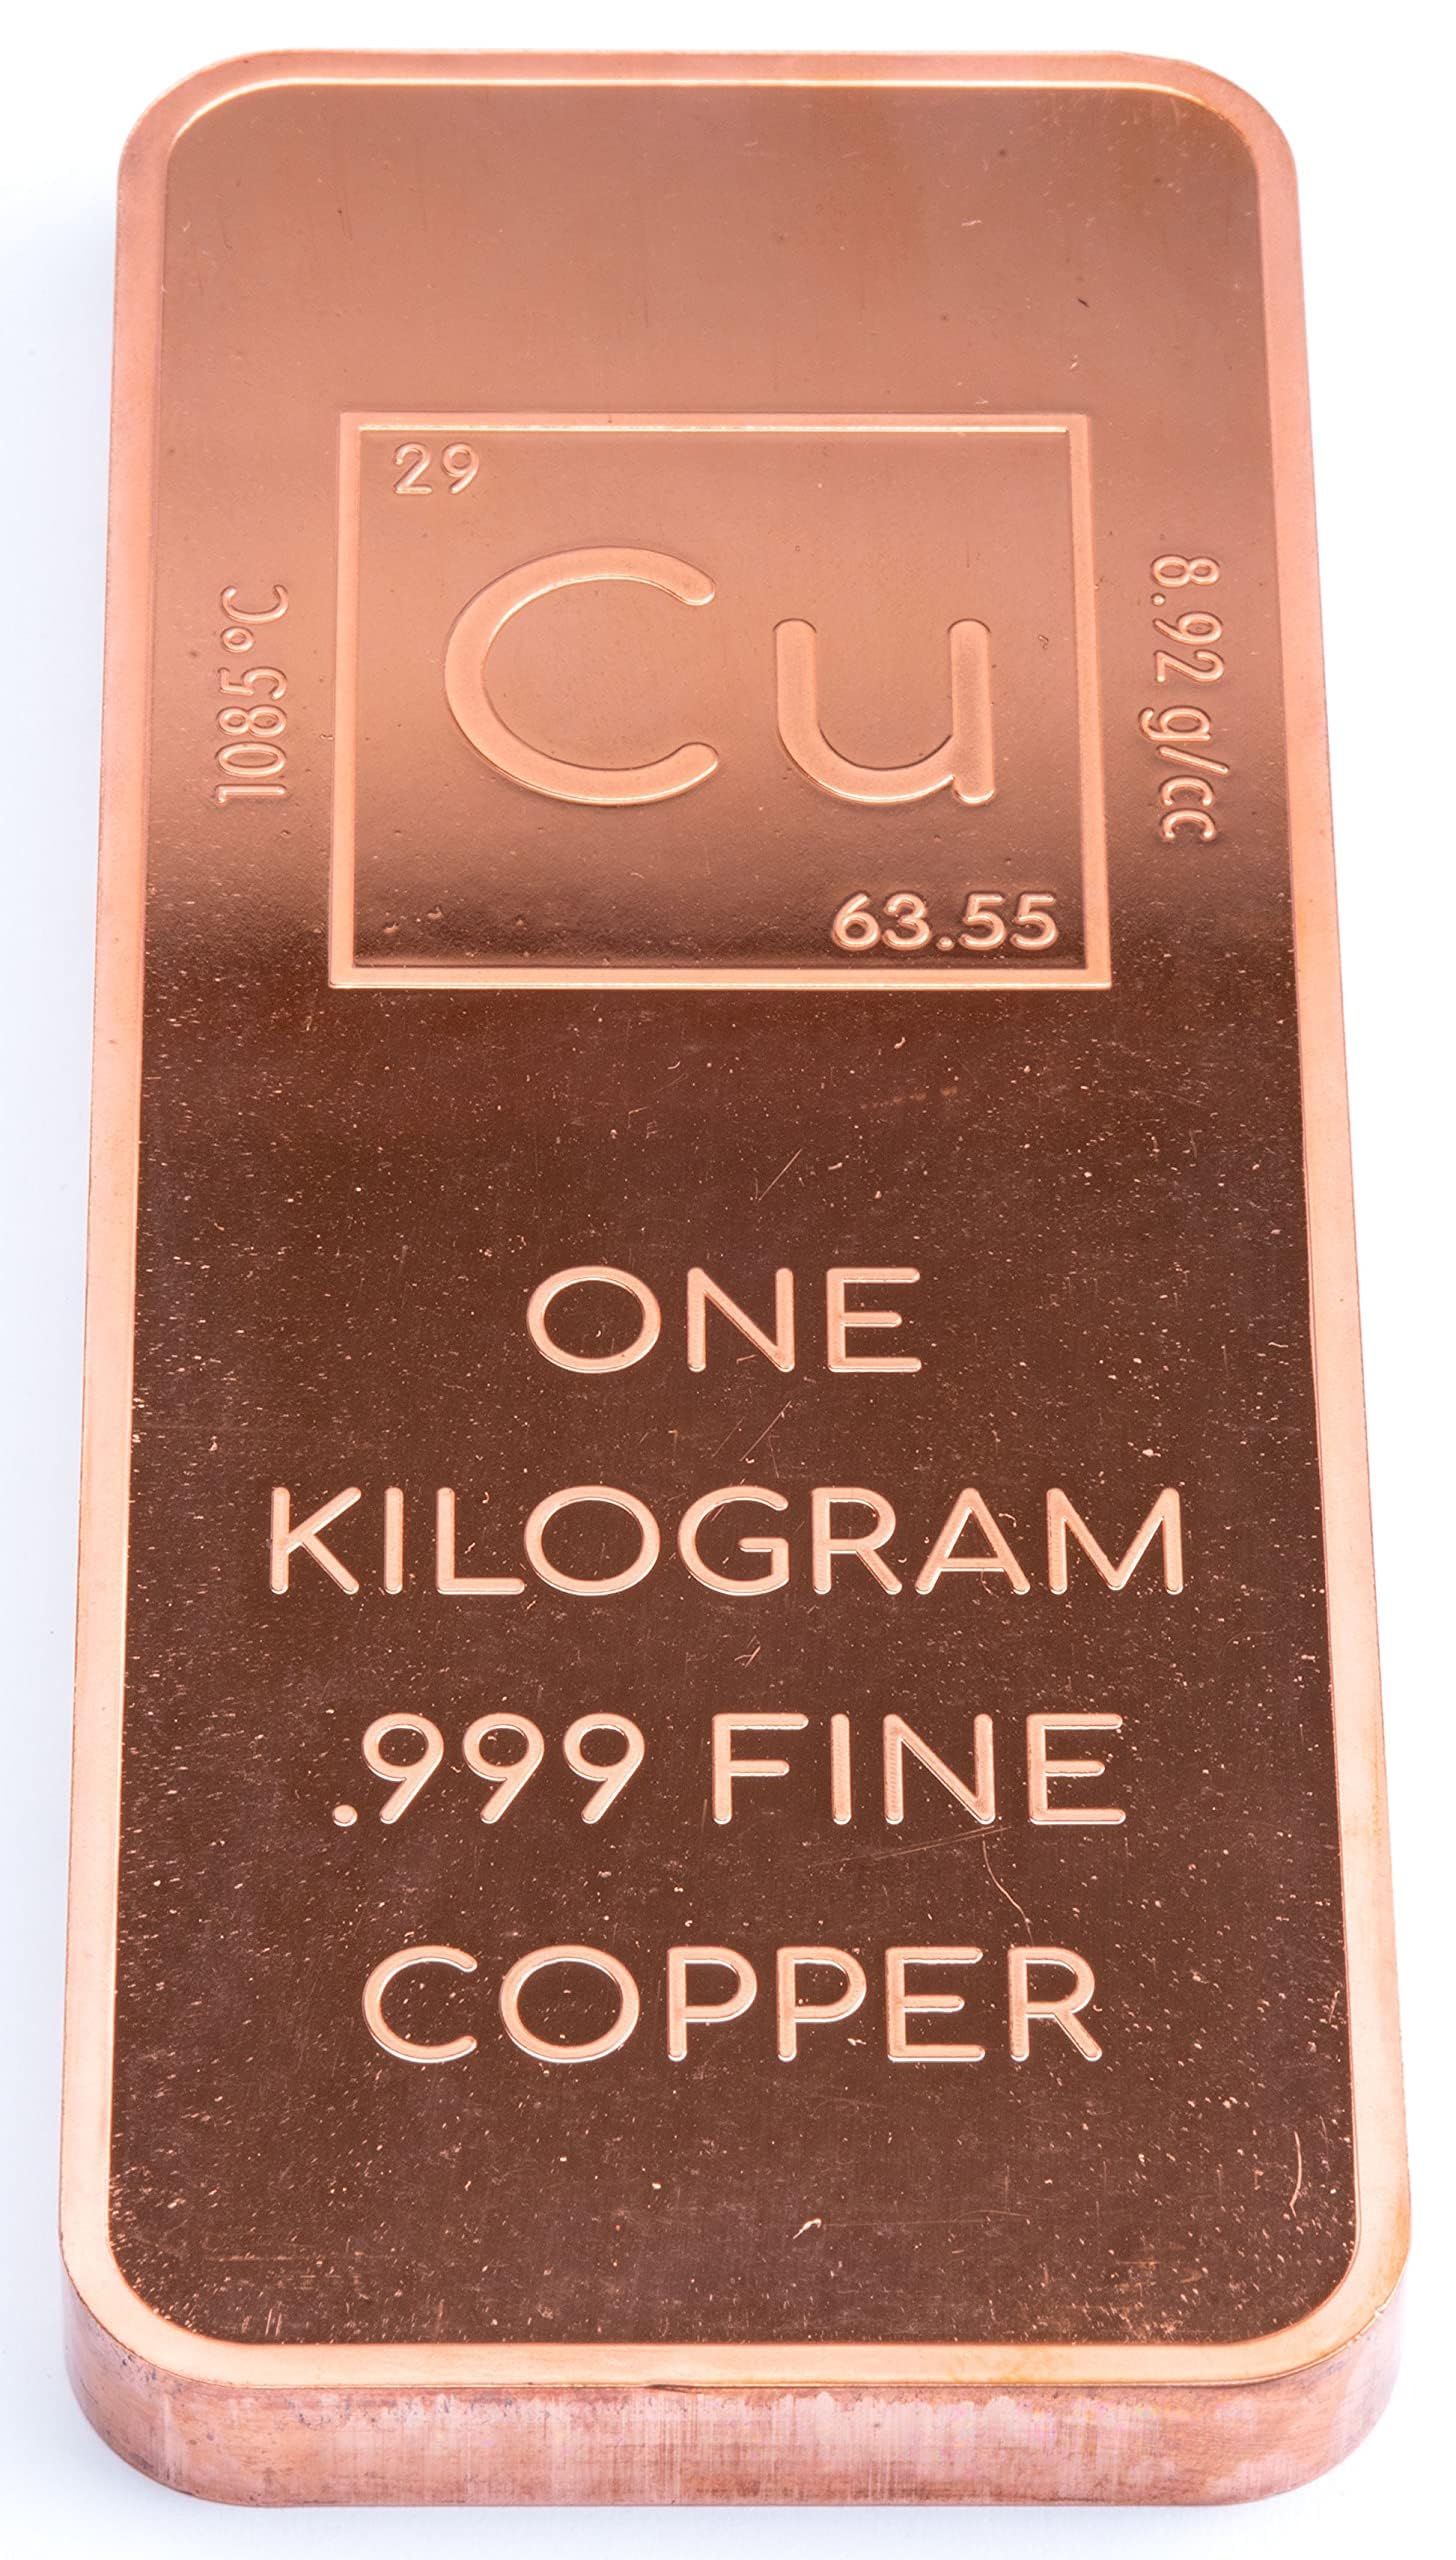 29
Cu
63.55
1085°C
8.92 g/cc
ONE
KILOGRAM
.999 FINE
COPPER